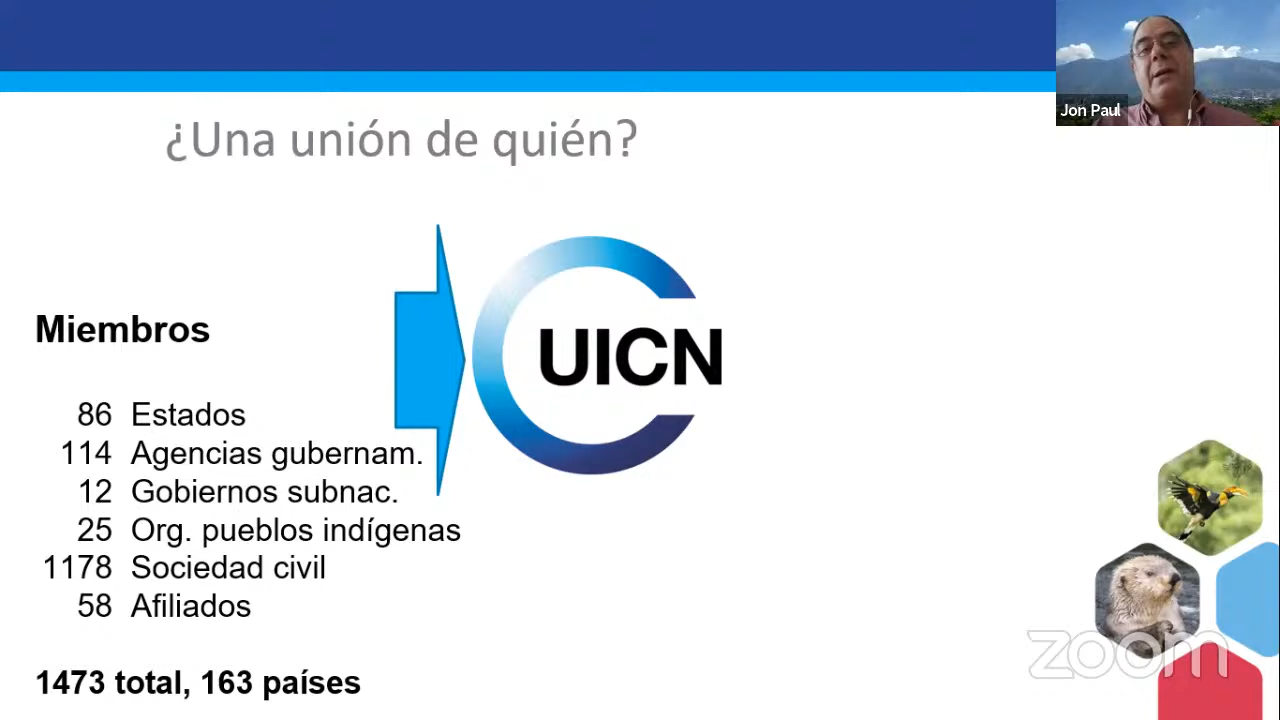 Jon Paul
¿Una unión de quién?
UICN
Miembros
86 Estados
114 Agencias gubernam.
12 Gobiernos subnac.
25 Org. pueblos indígenas
1178 Sociedad civil
58 Afiliados
1473 total, 163 países
zoom